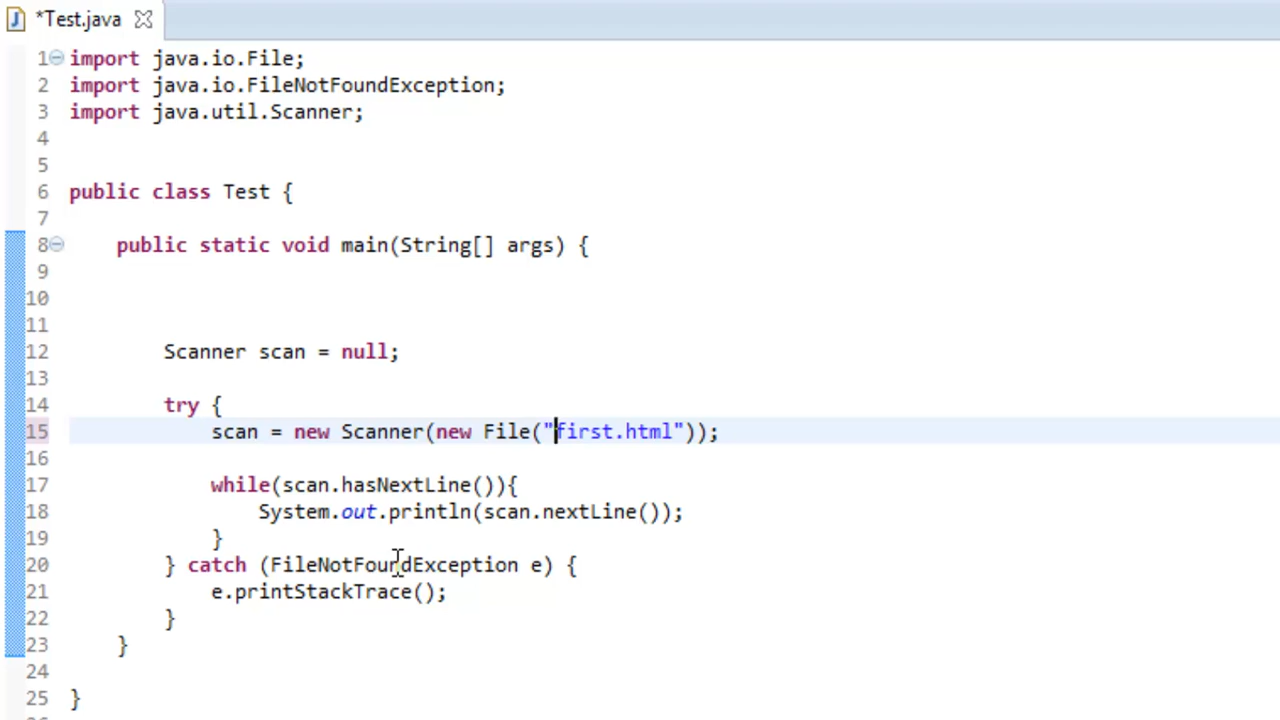 *Test.java
1 import java.io.File;
2 import java.io.FileNotFoundException;
3 import java.util.Scanner;
4
5
6 public class Test {
7
8 public static void main(String[] args) {
9
10
11
12 Scanner scan = null;
13
14 try {
15 scan = new Scanner(new File("first.html"));
16
17 while(scan.hasNextLine()){
18 System.out.println(scan.nextLine());
19 }
20 } catch (FileNotFoundException e) {
21 e.printStackTrace();
22 }
23 }
24
25 }